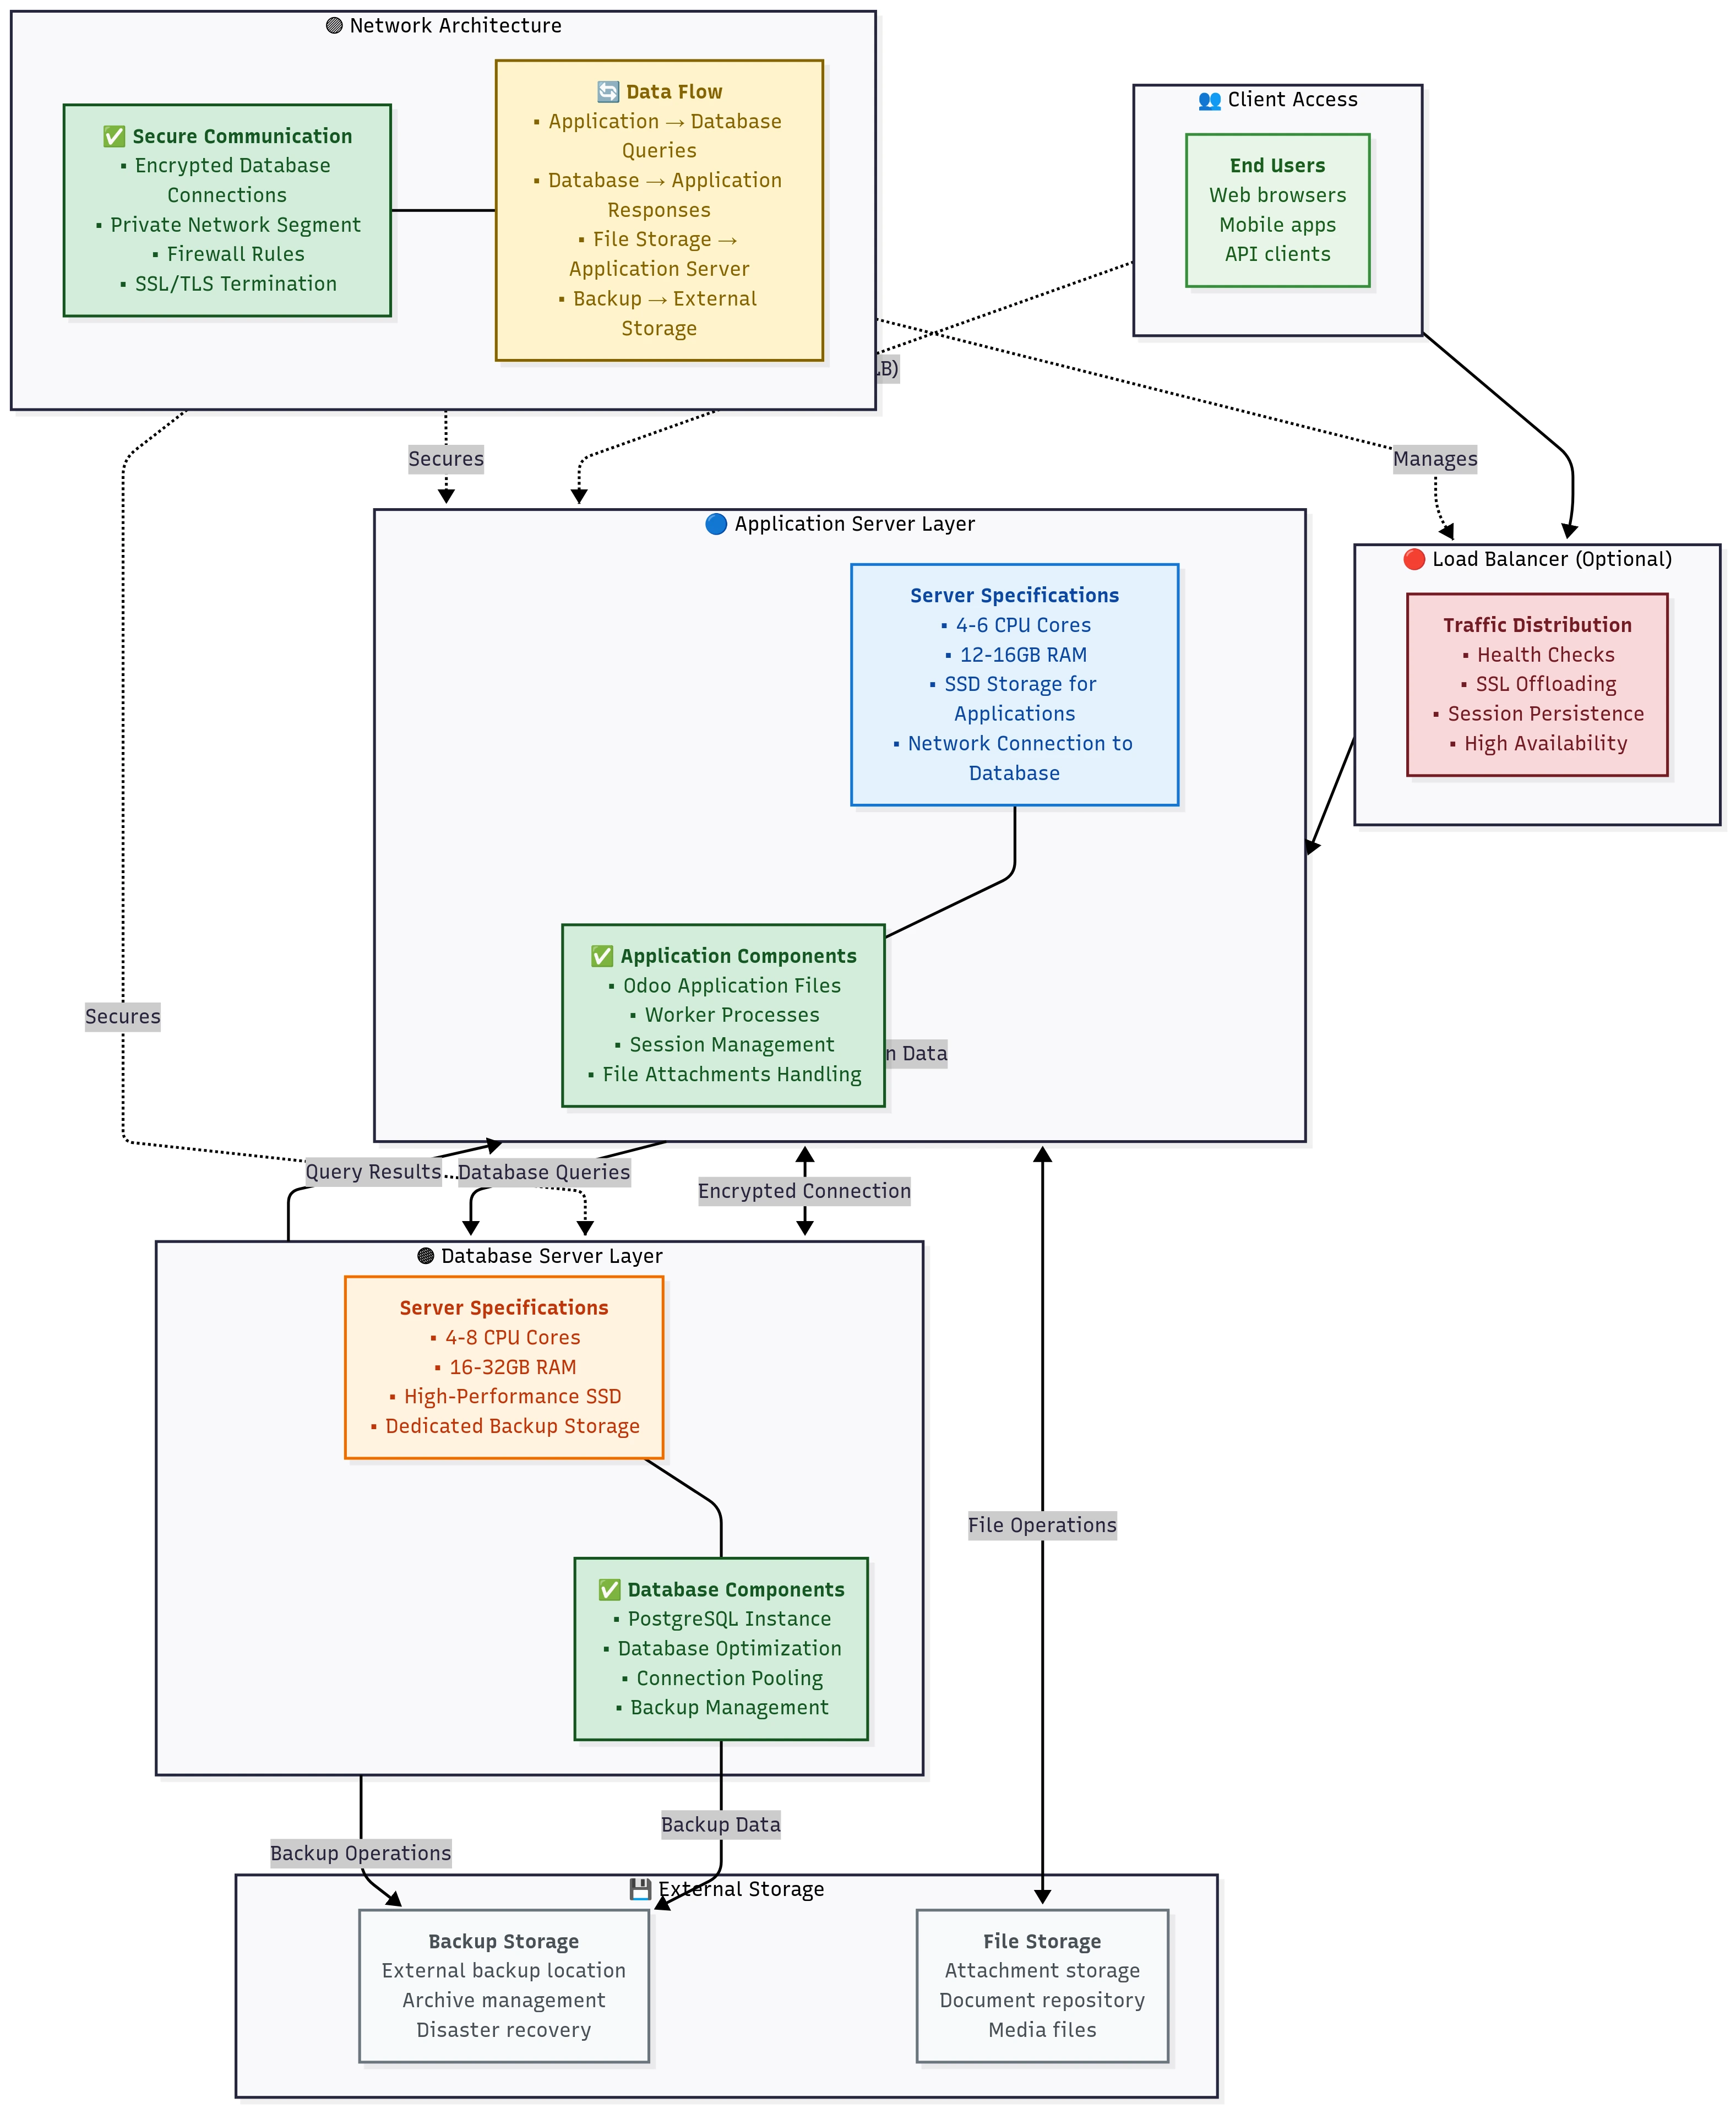 Network Architecture
✅ Secure Communication
▪ Encrypted Database
Connections
▪ Private Network Segment
▪ Firewall Rules
▪ SSL/TLS Termination
🔄 Data Flow
▪ Application → Database
Queries
▪ Database → Application
Responses
▪ File Storage →
Application Server
▪ Backup → External
Storage
👥 Client Access
End Users
Web browsers
Mobile apps
API clients
LB)
Secures
Manages
🔵 Application Server Layer
Server Specifications
▪ 4-6 CPU Cores
▪ 12-16GB RAM
▪ SSD Storage for
Applications
▪ Network Connection to
Database
🔴 Load Balancer (Optional)
Traffic Distribution
▪ Health Checks
▪ SSL Offloading
▪ Session Persistence
▪ High Availability
✅ Application Components
▪ Odoo Application Files
▪ Worker Processes
▪ Session Management
▪ File Attachments Handling
n Data
Secures
Query Results
Database Queries
Encrypted Connection
Database Server Layer
Server Specifications
▪ 4-8 CPU Cores
▪ 16-32GB RAM
▪ High-Performance SSD
▪ Dedicated Backup Storage
File Operations
✅ Database Components
▪ PostgreSQL Instance
▪ Database Optimization
▪ Connection Pooling
▪ Backup Management
Backup Data
Backup Operations
💾 External Storage
Backup Storage
External backup location
Archive management
Disaster recovery
File Storage
Attachment storage
Document repository
Media files